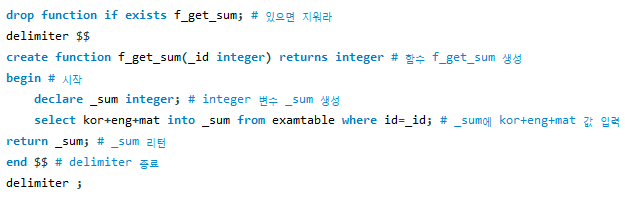 drop function if exists f_get_sum; # 있으면 지워라
delimiter $$
create function f_get_sum(_id integer) returns integer # 함수 f_get_sum 생성
begin # 시작
    declare _sum integer; # integer 변수 _sum 생성
    select kor+eng+mat into _sum from examtable where id=_id; # _sum에 kor+eng+mat 값 입력
return _sum; # _sum 리턴
end $$ # delimiter 종료
delimiter ;